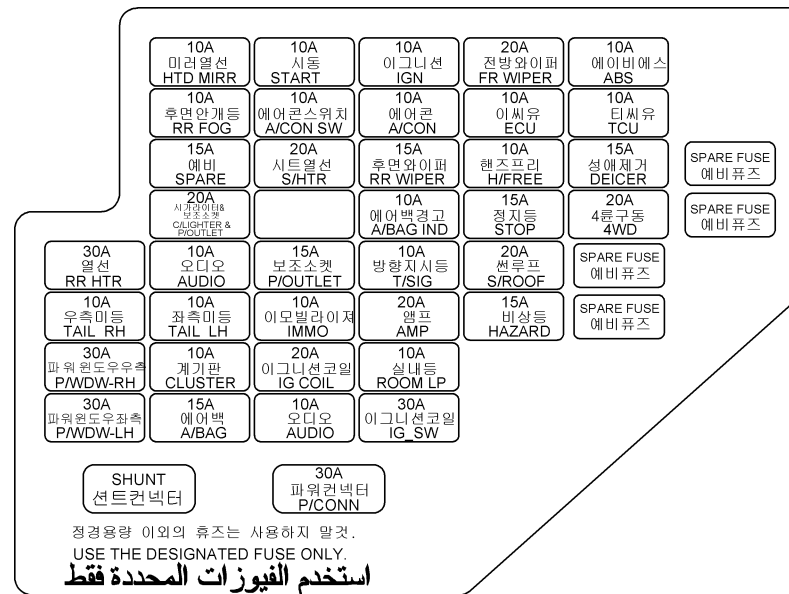 10A
미러열선
HTD MIRR
10A
시동
START
10A
이그니션
IGN
20A
전방와이퍼
FR WIPER
10A
에이비에스
ABS
10A
후면안개등
RR FOG
10A
에어콘스위치
A/CON SW
10A
에어콘
A/CON
10A
이씨유
ECU
10A
티씨유
TCU
15A
예비
SPARE
20A
시트열선
S/HTR
15A
후면와이퍼
RR WIPER
10A
핸즈프리
H/FREE
15A
성애제거
DEICER
SPARE FUSE
예비퓨즈
20A
시가라이터&
보조소켓
C/LIGHTER &
P/OUTLET
10A
에어백경고
A/BAG IND
15A
정지등
STOP
20A
4륜구동
4WD
SPARE FUSE
예비퓨즈
30A
열선
RR HTR
10A
오디오
AUDIO
15A
보조소켓
P/OUTLET
10A
방향지시등
T/SIG
20A
썬루프
S/ROOF
SPARE FUSE
예비퓨즈
10A
우측미등
TAIL RH
10A
좌측미등
TAIL LH
10A
이모빌라이져
IMMO
20A
앰프
AMP
15A
비상등
HAZARD
SPARE FUSE
예비퓨즈
30A
파워윈도우우측
P/WDW-RH
10A
계기판
CLUSTER
20A
이그니션코일
IG COIL
10A
실내등
ROOM LP
30A
파워윈도우좌측
P/WDW-LH
15A
에어백
A/BAG
10A
오디오
AUDIO
30A
이그니션코일
IG_SW
SHUNT
션트컨넥터
30A
파워컨넥터
P/CONN
정경용량 이외의 휴즈는 사용하지 말것.
USE THE DESIGNATED FUSE ONLY.
استخدم الفيوزات المحددة فقط